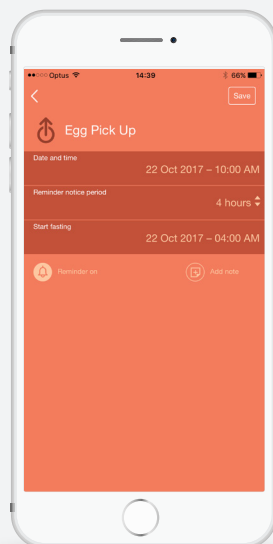 Optus 14:39 66%
Save
Egg Pick Up
Date and time
22 Oct 2017 – 10:00 AM
Reminder notice period
4 hours
Start fasting
22 Oct 2017 – 04:00 AM
Reminder on Add note